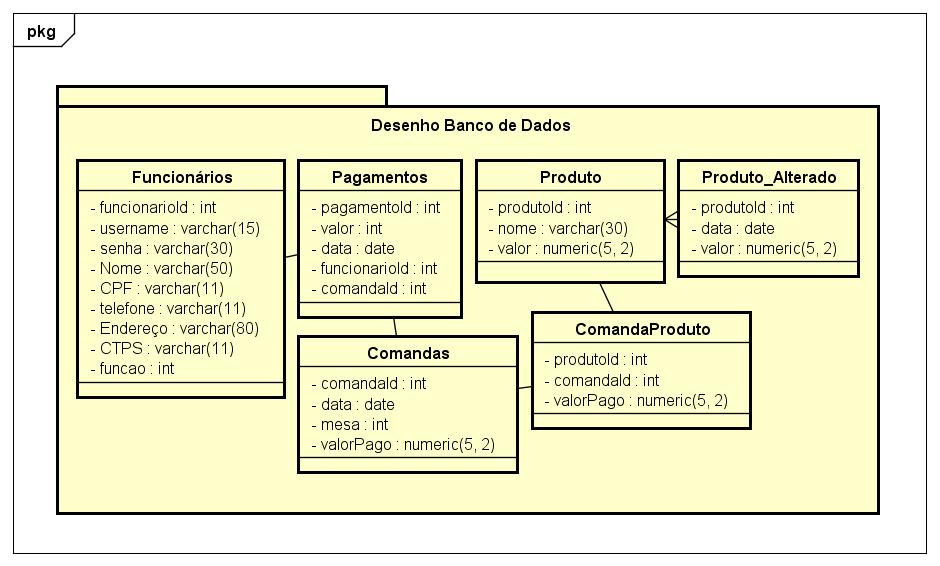 pkg
Desenho Banco de Dados
Funcionários
- funcionarioId : int
- username : varchar(15)
- senha : varchar(30)
- Nome : varchar(50)
- CPF : varchar(11)
- telefone : varchar(11)
- Endereço : varchar(80)
- CTPS : varchar(11)
- funcao : int
Pagamentos
- pagamentoId : int
- valor : int
- data : date
- funcionarioId : int
- comandaId : int
Produto
- produtoId : int
- nome : varchar(30)
- valor : numeric(5, 2)
Produto_Alterado
- produtoId : int
- data : date
- valor : numeric(5, 2)
Comandas
- comandaId : int
- data : date
- mesa : int
- valorPago : numeric(5, 2)
ComandaProduto
- produtoId : int
- comandaId : int
- valorPago : numeric(5, 2)